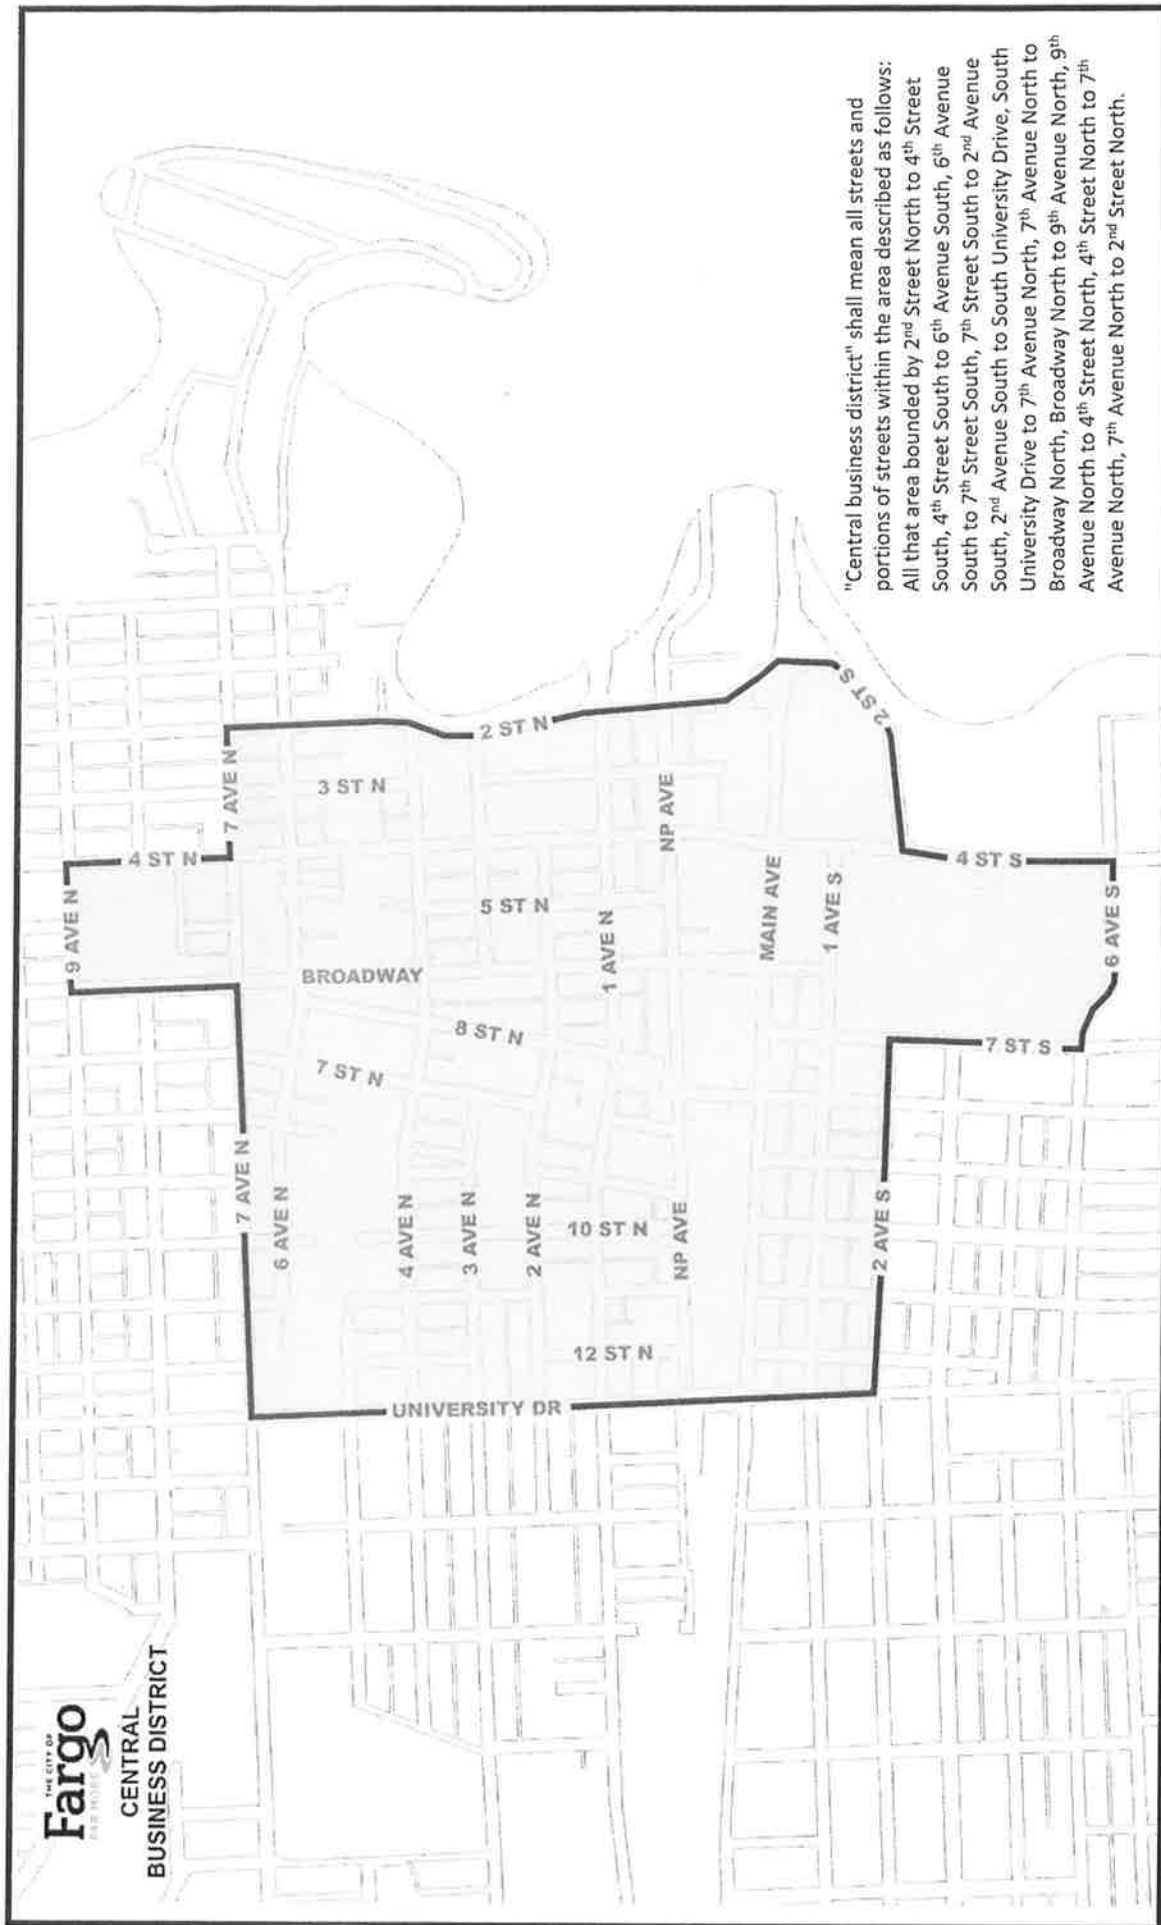 THE CITY OF
Fargo
FAR MORE
CENTRAL
BUSINESS DISTRICT
9 AVE N
4 ST N
7 AVE N
2 ST N
3 ST N
5 ST N
BROADWAY
8 ST N
7 ST N
1 AVE N
NP AVE
MAIN AVE
1 AVE S
2 ST S
4 ST S
6 AVE S
7 ST S
7 AVE N
6 AVE N
4 AVE N
3 AVE N
2 AVE N
10 ST N
NP AVE
2 AVE S
12 ST N
UNIVERSITY DR
"Central business district" shall mean all streets and
portions of streets within the area described as follows:
All that area bounded by 2nd Street North to 4th Street
South, 4th Street South to 6th Avenue South, 6th Avenue
South to 7th Street South, 7th Street South to 2nd Avenue
South, 2nd Avenue South to South University Drive, South
University Drive to 7th Avenue North, 7th Avenue North to
Broadway North, Broadway North to 9th Avenue North, 9th
Avenue North to 4th Street North, 4th Street North to 7th
Avenue North, 7th Avenue North to 2nd Street North.